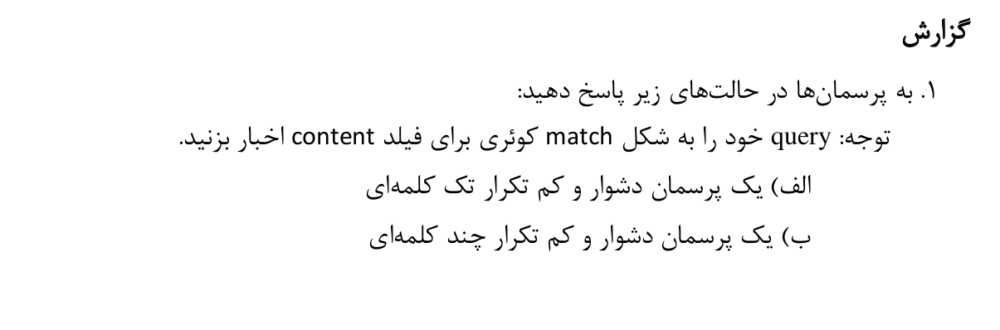 گزارش
۱. به پرسمان‌ها در حالت‌های زیر پاسخ دهید:
توجه: query خود را به شکل match کوئری برای فیلد content اخبار بزنید.
الف) یک پرسمان دشوار و کم تکرار تک کلمه‌ای
ب) یک پرسمان دشوار و کم تکرار چند کلمه‌ای